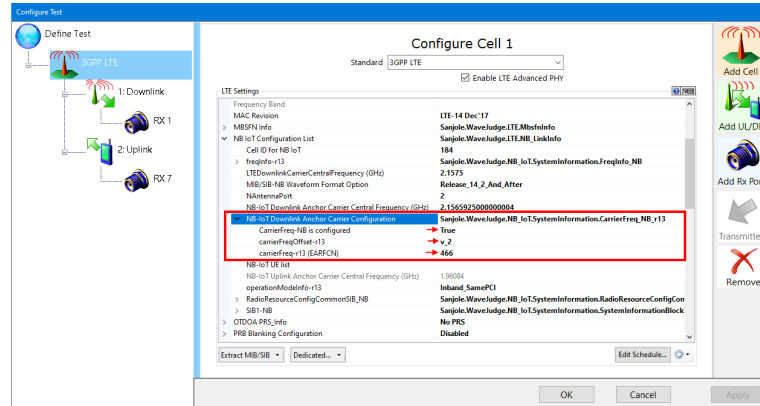 Configure Test
Define Test
3GPP LTE
1: Downlink
RX 1
2: Uplink
RX 7
Configure Cell 1
Standard 3GPP LTE
Enable LTE Advanced PHY
LTE Settings
Frequency Band
MAC Revision LTE-14 Dec'17
MBSFN Info Sanjole.WaveJudge.LTE.MbsfnInfo
NB IoT Configuration List Sanjole.WaveJudge.LTE.NB_LinkInfo
Cell ID for NB IoT 184
freqInfo-r13 Sanjole.WaveJudge.NB_IoT.SystemInformation.FreqInfo_NB
LTEDownlinkCarrierCentralFrequency (GHz) 2.1575
MIB/SIB-NB Waveform Format Option Release_14_2_And_After
NAntennaPort 2
NB-IoT Downlink Anchor Carrier Central Frequency (GHz) 2.1565925000000004
NB-IoT Downlink Anchor Carrier Configuration Sanjole.WaveJudge.NB_IoT.SystemInformation.CarrierFreq_NB_r13
CarrierFreq-NB is configured True
carrierFreqOffset-r13 v_2
carrierFreq-r13 (EARFCN) 466
NB-IoT UE list
NB-IoT Uplink Anchor Carrier Central Frequency (GHz) 1.96084
operationModeInfo-r13 Inband_SamePCI
RadioResourceConfigCommonSIB_NB Sanjole.WaveJudge.NB_IoT.SystemInformation.RadioResourceConfigCon
SIB1-NB Sanjole.WaveJudge.NB_IoT.SystemInformation.SystemInformationBlock
OTDOA PRS_Info No PRS
PRB Blanking Configuration Disabled
Extract MIB/SIB Dedicated... Edit Schedule...
OK Cancel Apply
Add Cell
Add UL/DL
Add Rx Por
Transmitte
Remove